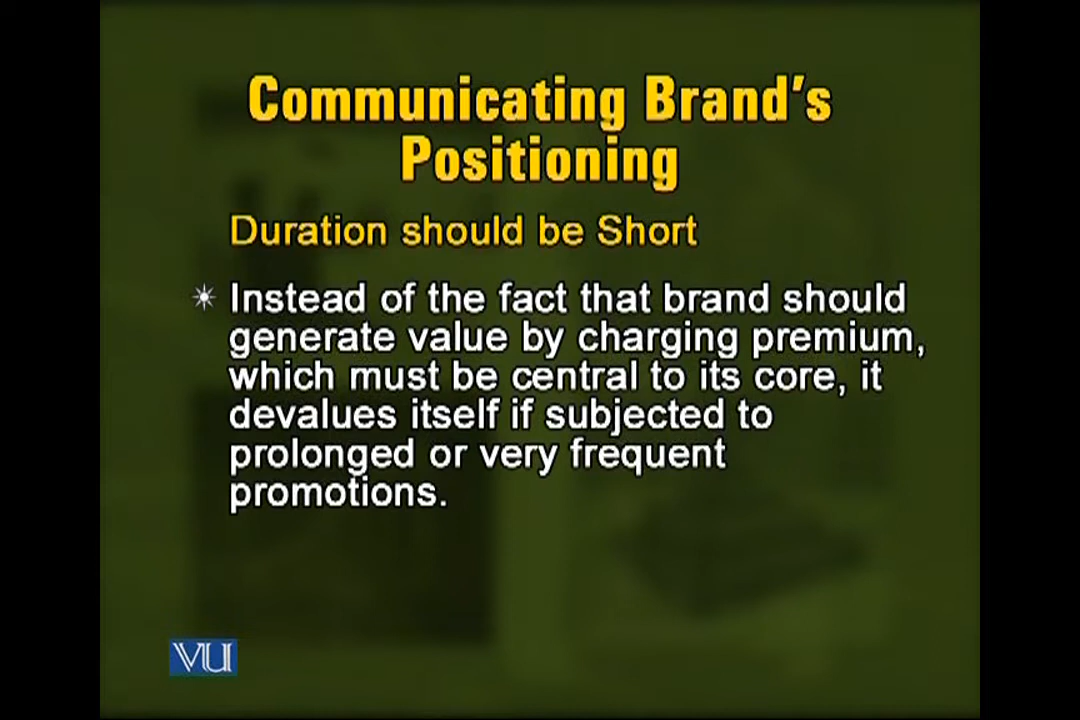 Communicating Brand's
Positioning
Duration should be Short
Instead of the fact that brand should
generate value by charging premium,
which must be central to its core, it
devalues itself if subjected to
prolonged or very frequent
promotions.
VU